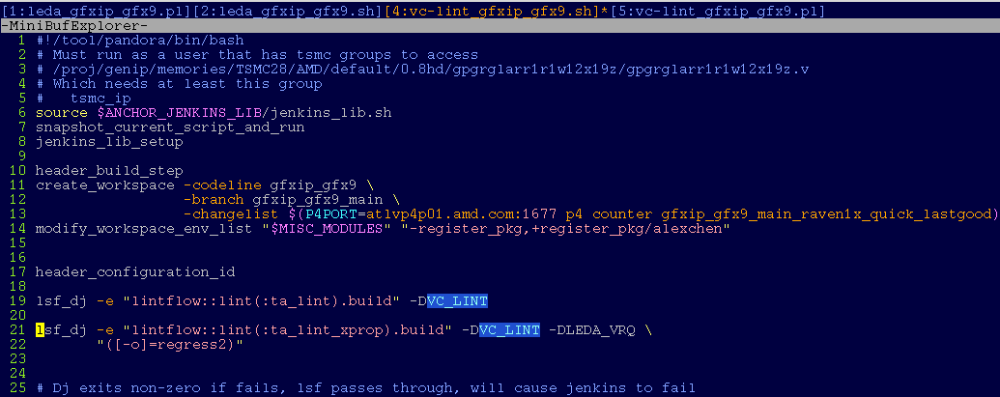 [1:leda_gfxip_gfx9.pl][2:leda_gfxip_gfx9.sh][4:vc-lint_gfxip_gfx9.sh]*[5:vc-lint_gfxip_gfx9.pl]
-MiniBufExplorer-
1 #!/tool/pandora/bin/bash
2 # Must run as a user that has tsmc groups to access
3 # /proj/genip/memories/TSMC28/AMD/default/0.8hd/gpgrglarr1r1w12x19z/gpgrglarr1r1w12x19z.v
4 # Which needs at least this group
5 #   tsmc_ip
6 source $ANCHOR_JENKINS_LIB/jenkins_lib.sh
7 snapshot_current_script_and_run
8 jenkins_lib_setup
9
10 header_build_step
11 create_workspace -codeline gfxip_gfx9 \
12                  -branch gfxip_gfx9_main \
13                  -changelist $(P4PORT=atlvp4p01.amd.com:1677 p4 counter gfxip_gfx9_main_raven1x_quick_lastgood)
14 modify_workspace_env_list "$MISC_MODULES" "-register_pkg,+register_pkg/alexchen"
15
16
17 header_configuration_id
18
19 lsf_dj -e "lintflow::lint(:ta_lint).build" -DVC_LINT
20
21 lsf_dj -e "lintflow::lint(:ta_lint_xprop).build" -DVC_LINT -DLEDA_VRQ \
22        "([-o]=regress2)"
23
24
25 # Dj exits non-zero if fails, lsf passes through, will cause jenkins to fail